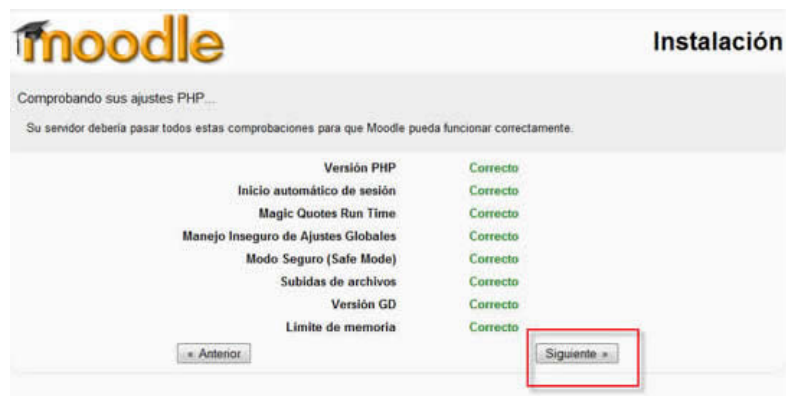 moodle
Instalación
Comprobando sus ajustes PHP...
Su servidor debería pasar todos estas comprobaciones para que Moodle pueda funcionar correctamente.
Versión PHP Correcto
Inicio automático de sesión Correcto
Magic Quotes Run Time Correcto
Manejo Inseguro de Ajustes Globales Correcto
Modo Seguro (Safe Mode) Correcto
Subidas de archivos Correcto
Versión GD Correcto
Límite de memoria Correcto
« Anterior Siguiente »